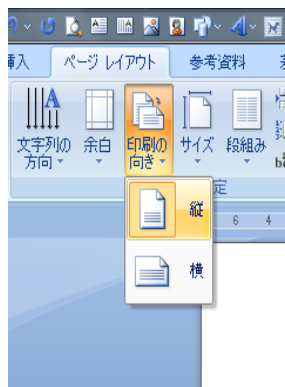 挿入 ページ レイアウト 参考資料
文字列の方向 余白 印刷の向き サイズ 段組み
定
縦
6 4
横